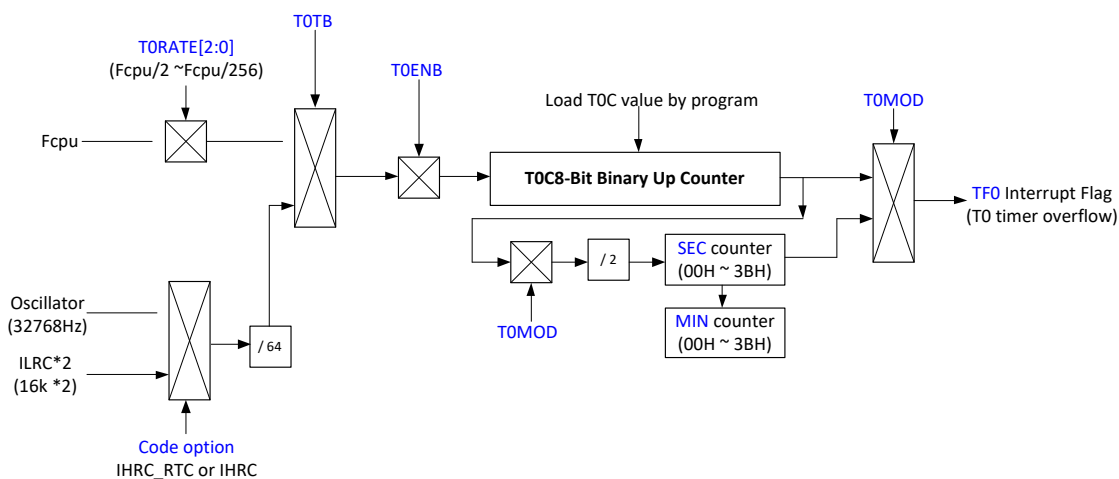 T0TB
T0RATE[2:0]
(Fcpu/2 ~Fcpu/256)
T0ENB
Load T0C value by program
T0MOD
Fcpu
T0C8-Bit Binary Up Counter
TF0 Interrupt Flag
(T0 timer overflow)
/ 2
SEC counter
(00H ~ 3BH)
Oscillator
(32768Hz)
T0MOD
MIN counter
(00H ~ 3BH)
/ 64
ILRC*2
(16k *2)
Code option
IHRC_RTC or IHRC